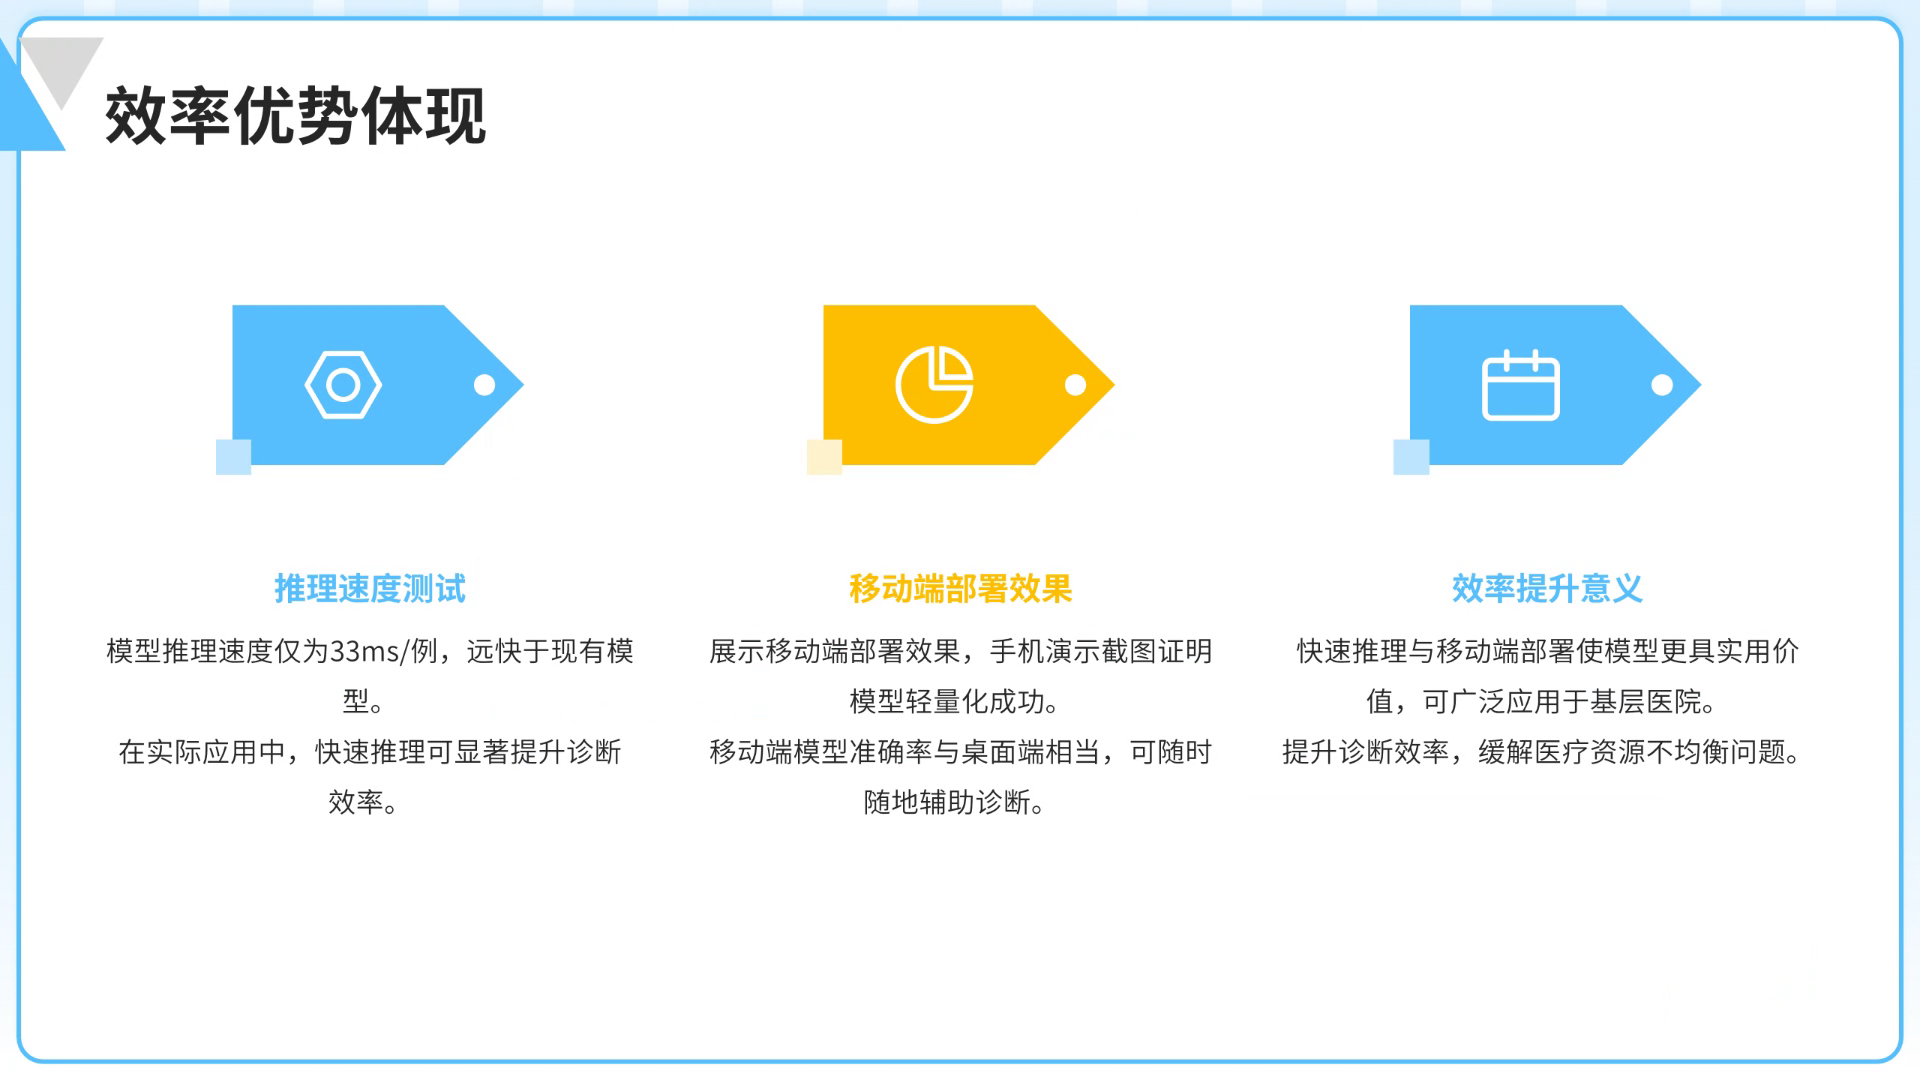 效率优势体现
推理速度测试
模型推理速度仅为33ms/例，远快于现有模
型。
在实际应用中，快速推理可显著提升诊断
效率。
移动端部署效果
展示移动端部署效果，手机演示截图证明
模型轻量化成功。
移动端模型准确率与桌面端相当，可随时
随地辅助诊断。
效率提升意义
快速推理与移动端部署使模型更具实用价
值，可广泛应用于基层医院。
提升诊断效率，缓解医疗资源不均衡问题。